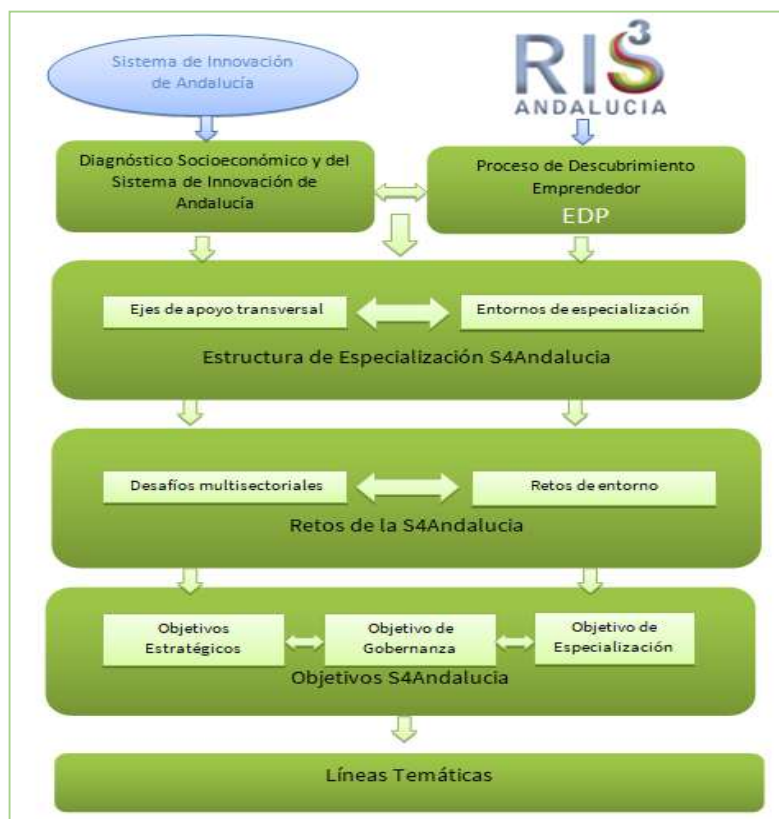 Sistema de Innovación
de Andalucía
RIS3
ANDALUCIA
Diagnóstico Socioeconómico y del
Sistema de Innovación de
Andalucía
Proceso de Descubrimiento
Emprendedor
EDP
Ejes de apoyo transversal
Entornos de especialización
Estructura de Especialización S4Andalucia
Desafíos multisectoriales
Retos de entorno
Retos de la S4Andalucia
Objetivos
Estratégicos
Objetivo de
Gobernanza
Objetivo de
Especialización
Objetivos S4Andalucia
Líneas Temáticas